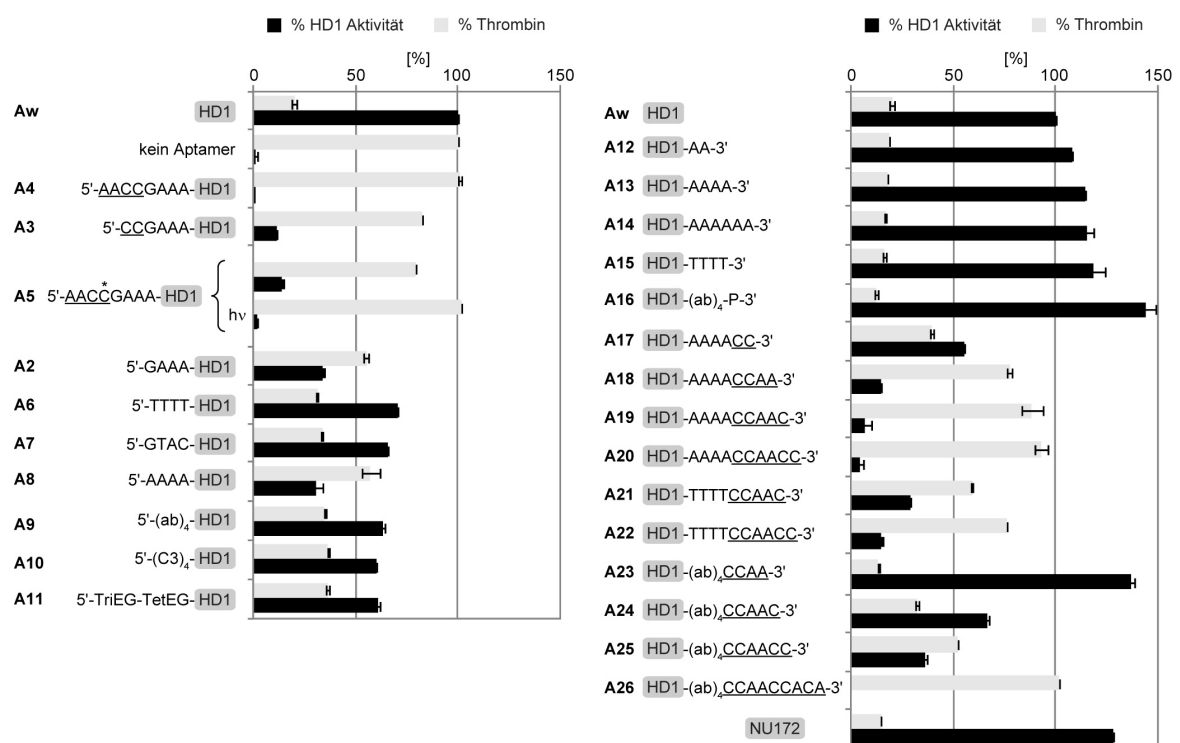 % HD1 Aktivität % Thrombin
[%]
0 50 100 150
Aw HD1
kein Aptamer
A4 5'-AACCGAAA-HD1
A3 5'-CCGAAA-HD1
*
A5 5'-AACCGAAA-HD1
hν
A2 5'-GAAA-HD1
A6 5'-TTTT-HD1
A7 5'-GTAC-HD1
A8 5'-AAAA-HD1
A9 5'-(ab)4-HD1
A10 5'-(C3)4-HD1
A11 5'-TriEG-TetEG-HD1
% HD1 Aktivität % Thrombin
[%]
0 50 100 150
Aw HD1
A12 HD1-AA-3'
A13 HD1-AAAA-3'
A14 HD1-AAAAAA-3'
A15 HD1-TTTT-3'
A16 HD1-(ab)4-P-3'
A17 HD1-AAAACC-3'
A18 HD1-AAAACCAA-3'
A19 HD1-AAAACCAAC-3'
A20 HD1-AAAACCAACC-3'
A21 HD1-TTTTCCAAC-3'
A22 HD1-TTTTCCAACC-3'
A23 HD1-(ab)4CCAA-3'
A24 HD1-(ab)4CCAAC-3'
A25 HD1-(ab)4CCAACC-3'
A26 HD1-(ab)4CCAACCACA-3'
NU172